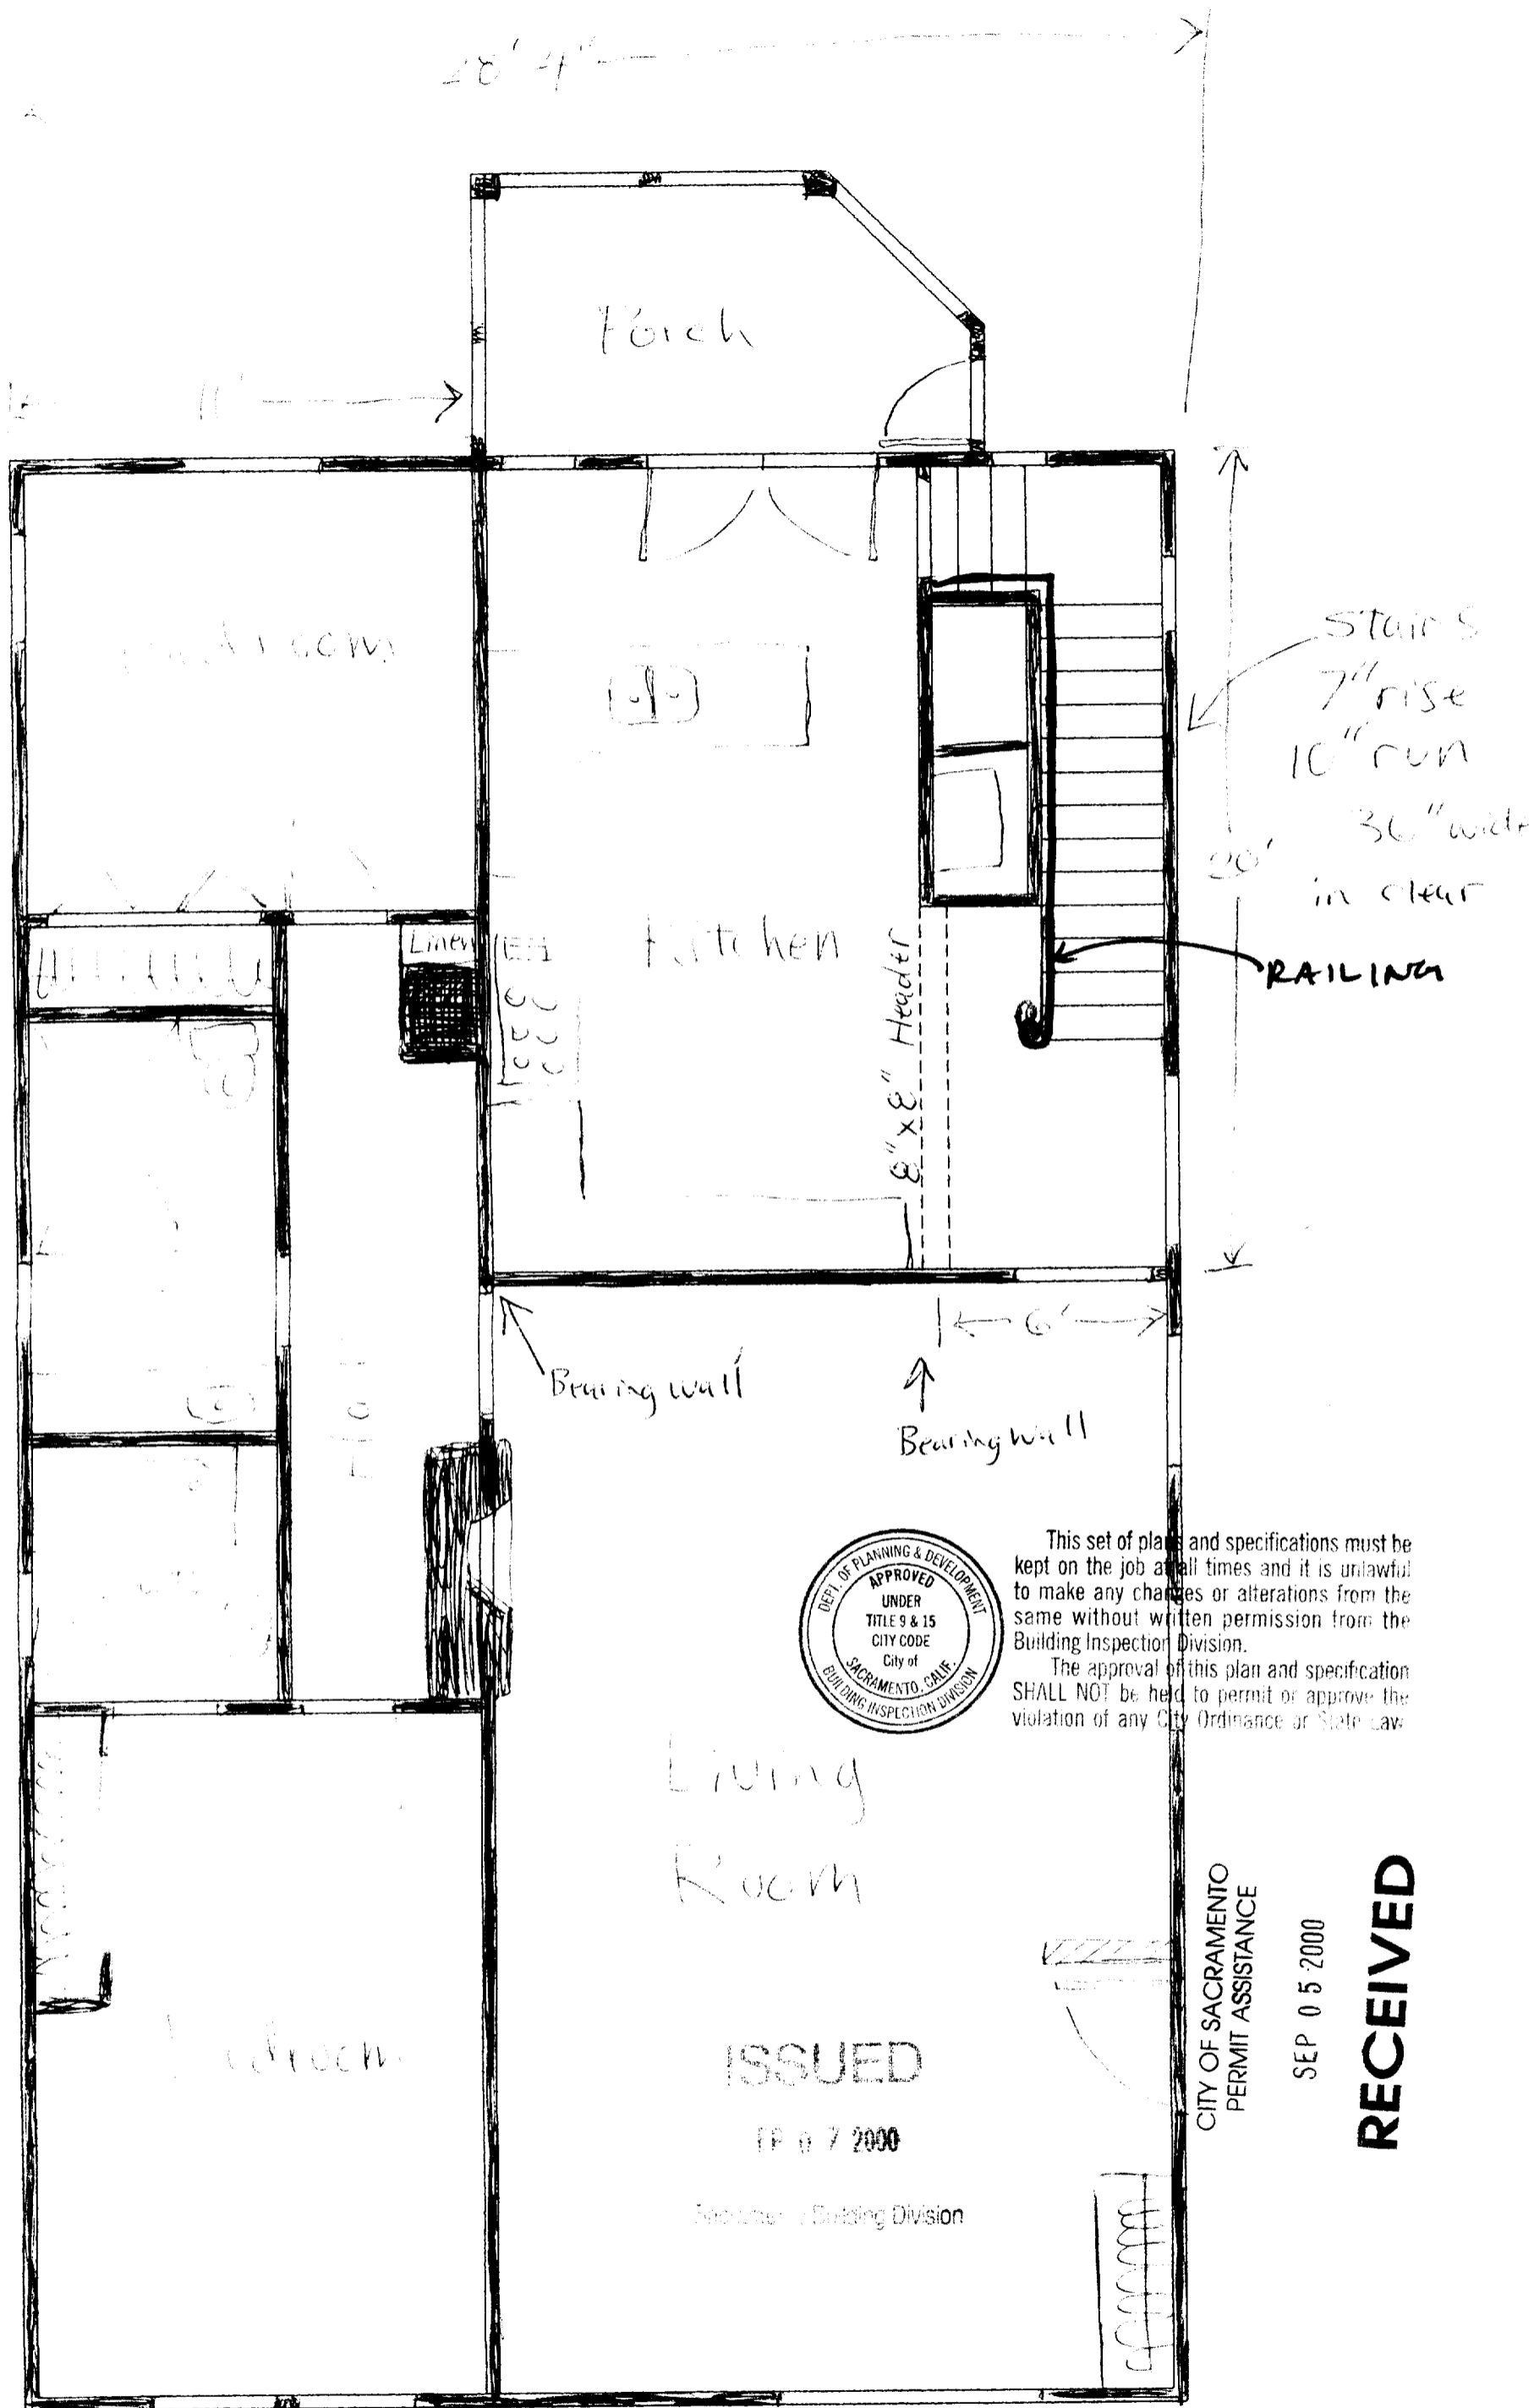 28' 4"
Porch
11'
Stairs
7" rise
10" run
36" wide
in clear
20'
RAILING
Linen
Kitchen
8" x 8" Header
6'
Bearing wall
Bearing wall
DEPT. OF PLANNING & DEVELOPMENT
APPROVED
UNDER
TITLE 9 & 15
CITY CODE
City of
SACRAMENTO, CALIF.
BUILDING INSPECTION DIVISION
This set of plans and specifications must be
kept on the job at all times and it is unlawful
to make any changes or alterations from the
same without written permission from the
Building Inspection Division.
The approval of this plan and specification
SHALL NOT be held to permit or approve the
violation of any City Ordinance or State Law
Living
Room
CITY OF SACRAMENTO
PERMIT ASSISTANCE
SEP 05 2000
RECEIVED
ISSUED
07 2000
Building Division